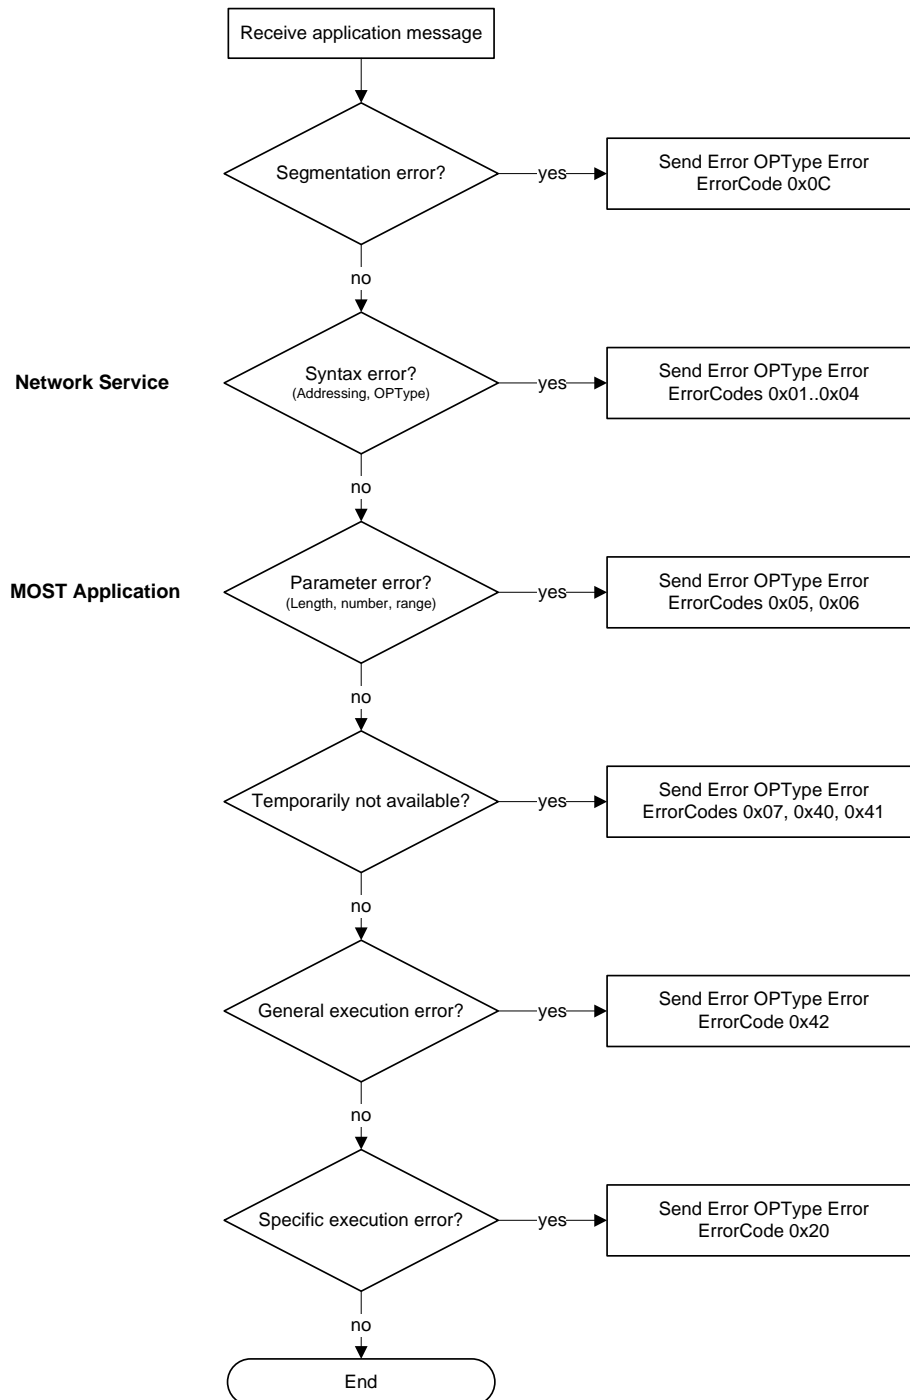 Receive application message
Segmentation error?
yes
Send Error OPType Error
ErrorCode 0x0C
no
Network Service
Syntax error?
(Addressing, OPType)
yes
Send Error OPType Error
ErrorCodes 0x01..0x04
no
MOST Application
Parameter error?
(Length, number, range)
yes
Send Error OPType Error
ErrorCodes 0x05, 0x06
no
Temporarily not available?
yes
Send Error OPType Error
ErrorCodes 0x07, 0x40, 0x41
no
General execution error?
yes
Send Error OPType Error
ErrorCode 0x42
no
Specific execution error?
yes
Send Error OPType Error
ErrorCode 0x20
no
End